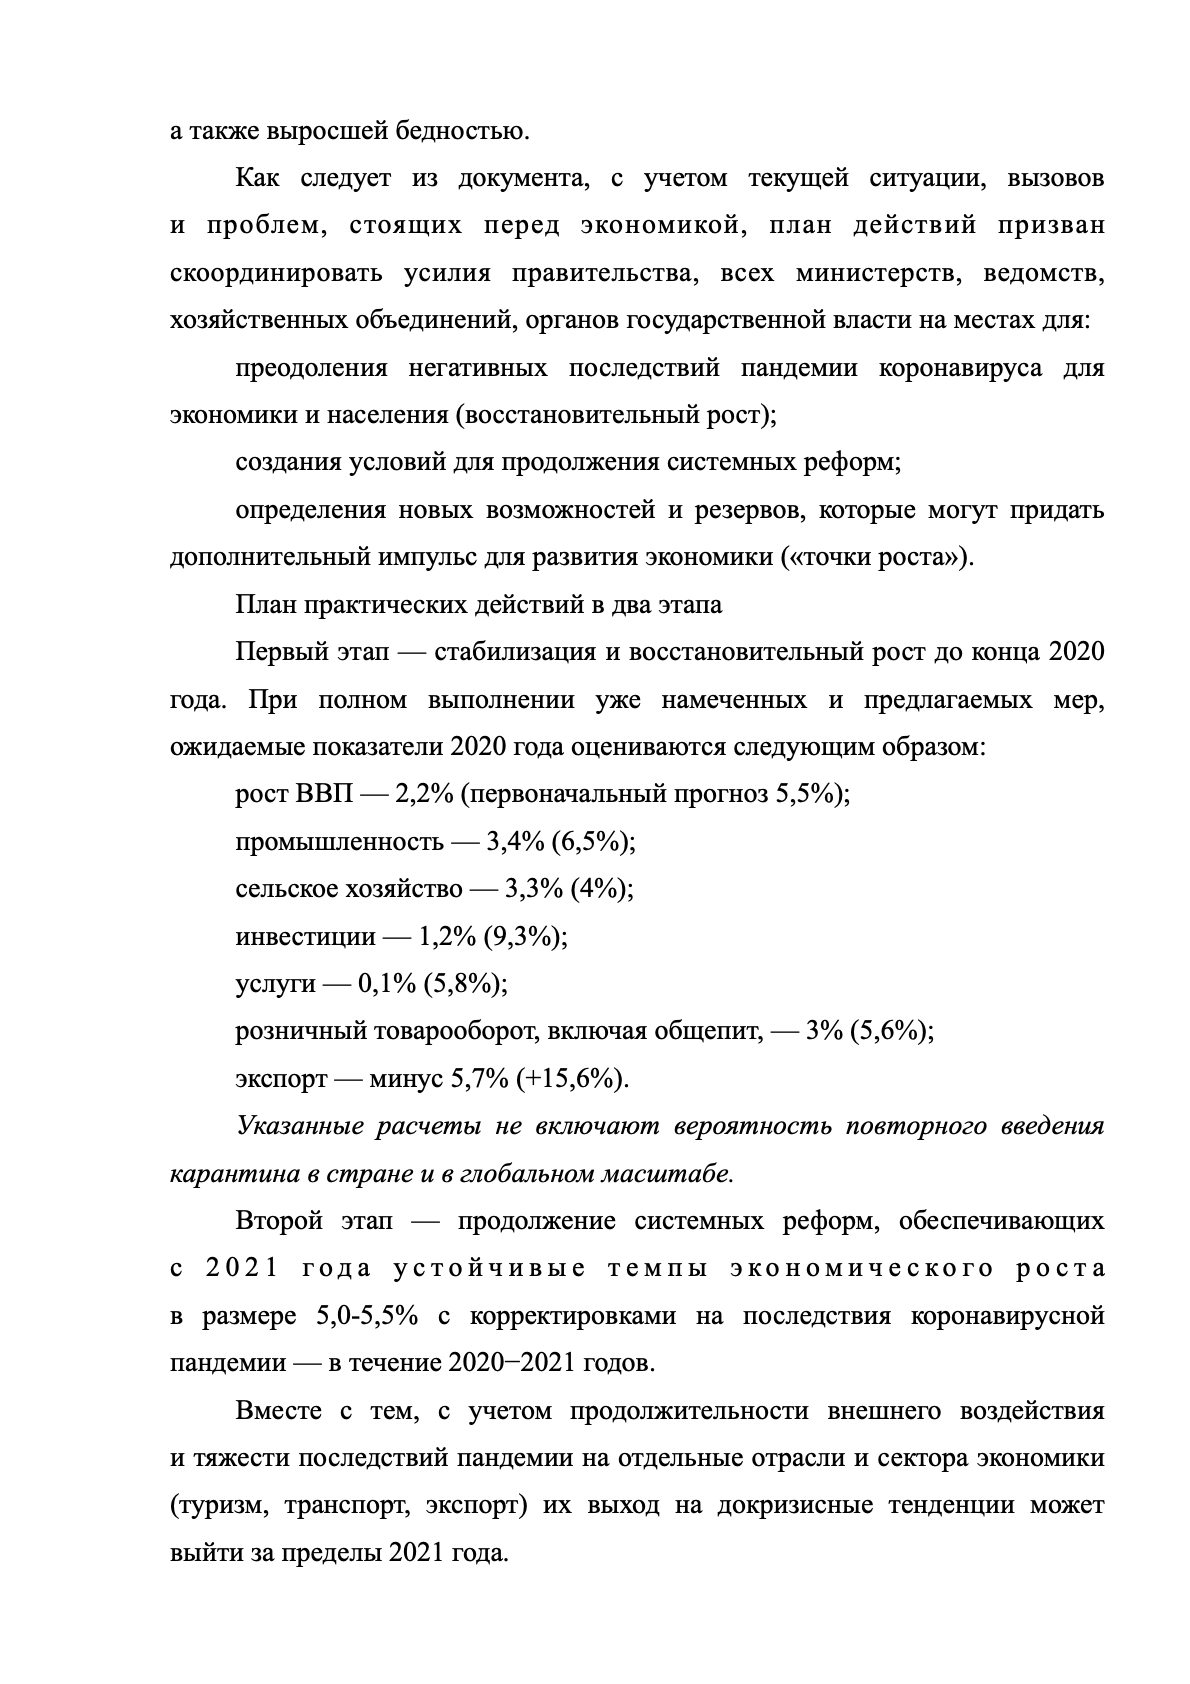 а также выросшей бедностью.
Как следует из документа, с учетом текущей ситуации, вызовов
и проблем, стоящих перед экономикой, план действий призван
скоординировать усилия правительства, всех министерств, ведомств,
хозяйственных объединений, органов государственной власти на местах для:
преодоления негативных последствий пандемии коронавируса для
экономики и населения (восстановительный рост);
создания условий для продолжения системных реформ;
определения новых возможностей и резервов, которые могут придать
дополнительный импульс для развития экономики («точки роста»).
План практических действий в два этапа
Первый этап — стабилизация и восстановительный рост до конца 2020
года. При полном выполнении уже намеченных и предлагаемых мер,
ожидаемые показатели 2020 года оцениваются следующим образом:
рост ВВП — 2,2% (первоначальный прогноз 5,5%);
промышленность — 3,4% (6,5%);
сельское хозяйство — 3,3% (4%);
инвестиции — 1,2% (9,3%);
услуги — 0,1% (5,8%);
розничный товарооборот, включая общепит, — 3% (5,6%);
экспорт — минус 5,7% (+15,6%).
Указанные расчеты не включают вероятность повторного введения
карантина в стране и в глобальном масштабе.
Второй этап — продолжение системных реформ, обеспечивающих
с 2021 года устойчивые темпы экономического роста
в размере 5,0-5,5% с корректировками на последствия коронавирусной
пандемии — в течение 2020−2021 годов.
Вместе с тем, с учетом продолжительности внешнего воздействия
и тяжести последствий пандемии на отдельные отрасли и сектора экономики
(туризм, транспорт, экспорт) их выход на докризисные тенденции может
выйти за пределы 2021 года.